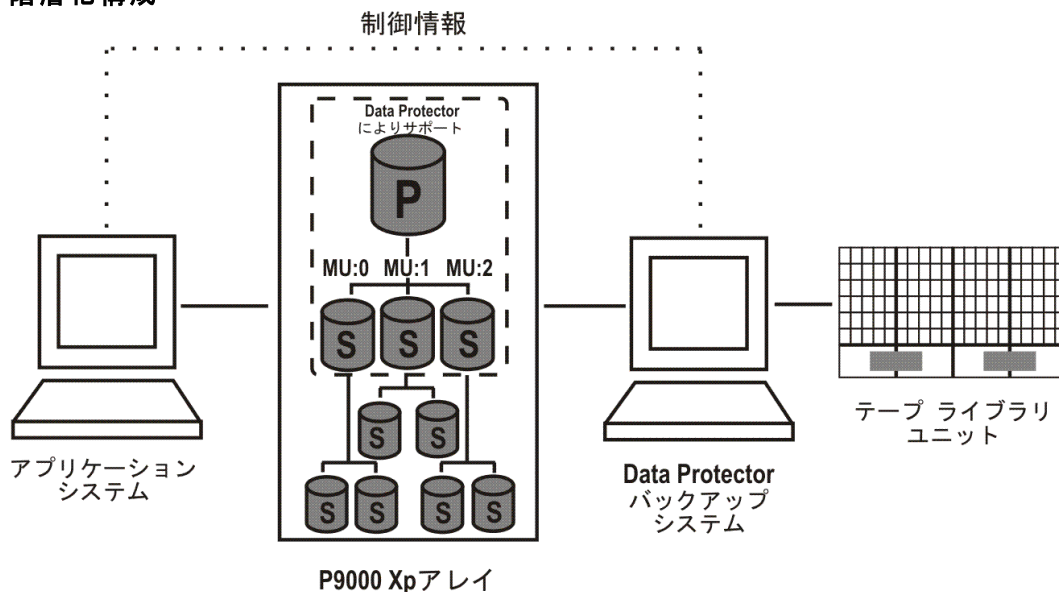 階層化構成
制御情報
Data Protector
によりサポート
P
MU:0 MU:1 MU:2
S S S
S S
S S S S
アプリケーション
システム
P9000 Xpアレイ
Data Protector
バックアップ
システム
テープ ライブラリ
ユニット